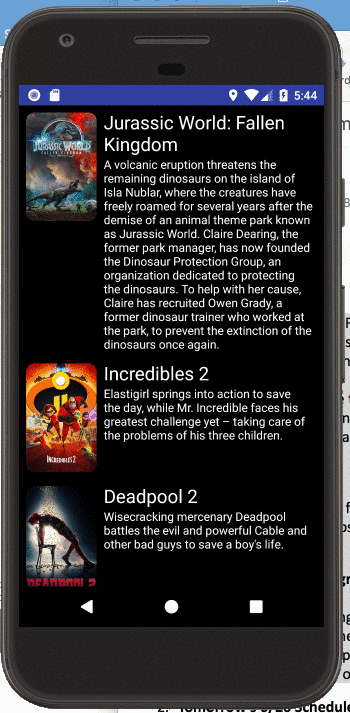 5:44
Jurassic World: Fallen
Kingdom
A volcanic eruption threatens the
remaining dinosaurs on the island of
Isla Nublar, where the creatures have
freely roamed for several years after the
demise of an animal theme park known
as Jurassic World. Claire Dearing, the
former park manager, has now founded
the Dinosaur Protection Group, an
organization dedicated to protecting
the dinosaurs. To help with her cause,
Claire has recruited Owen Grady, a
former dinosaur trainer who worked at
the park, to prevent the extinction of the
dinosaurs once again.
JURASSIC WORLD
FALLEN KINGDOM
Incredibles 2
Elastigirl springs into action to save
the day, while Mr. Incredible faces his
greatest challenge yet – taking care of
the problems of his three children.
INCREDIBLES 2
Deadpool 2
Wisecracking mercenary Deadpool
battles the evil and powerful Cable and
other bad guys to save a boy's life.
DEADPOOL 2